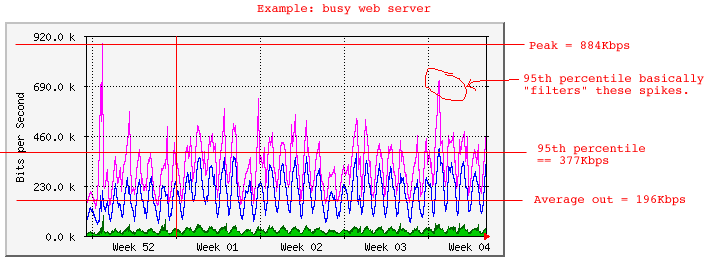 Example: busy web server
920.0 k
Peak = 884Kbps
690.0 k
95th percentile basically
"filters" these spikes.
Bits per Second
460.0 k
95th percentile
== 377Kbps
230.0 k
Average out = 196Kbps
0.0 k
Week 52 Week 01 Week 02 Week 03 Week 04